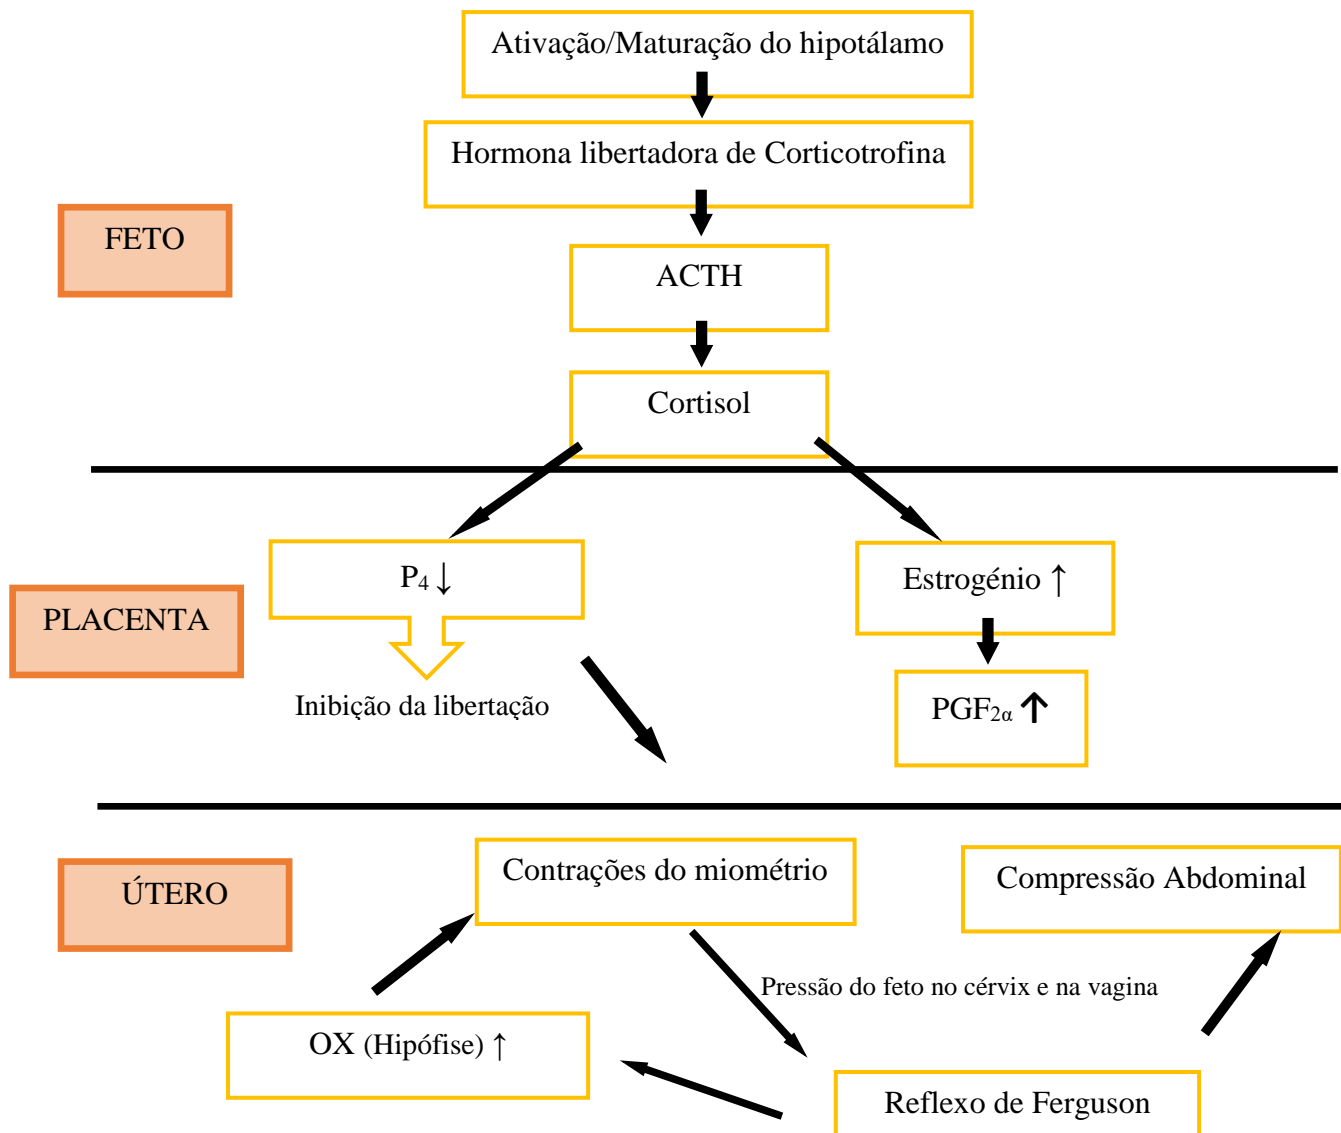 Ativação/Maturação do hipotálamo
Hormona libertadora de Corticotrofina
FETO
ACTH
Cortisol
P₄ ↓
Estrogénio ↑
PLACENTA
Inibição da libertação
PGF₂α ↑
Contrações do miométrio
Compressão Abdominal
ÚTERO
Pressão do feto no cérvix e na vagina
OX (Hipófise) ↑
Reflexo de Ferguson